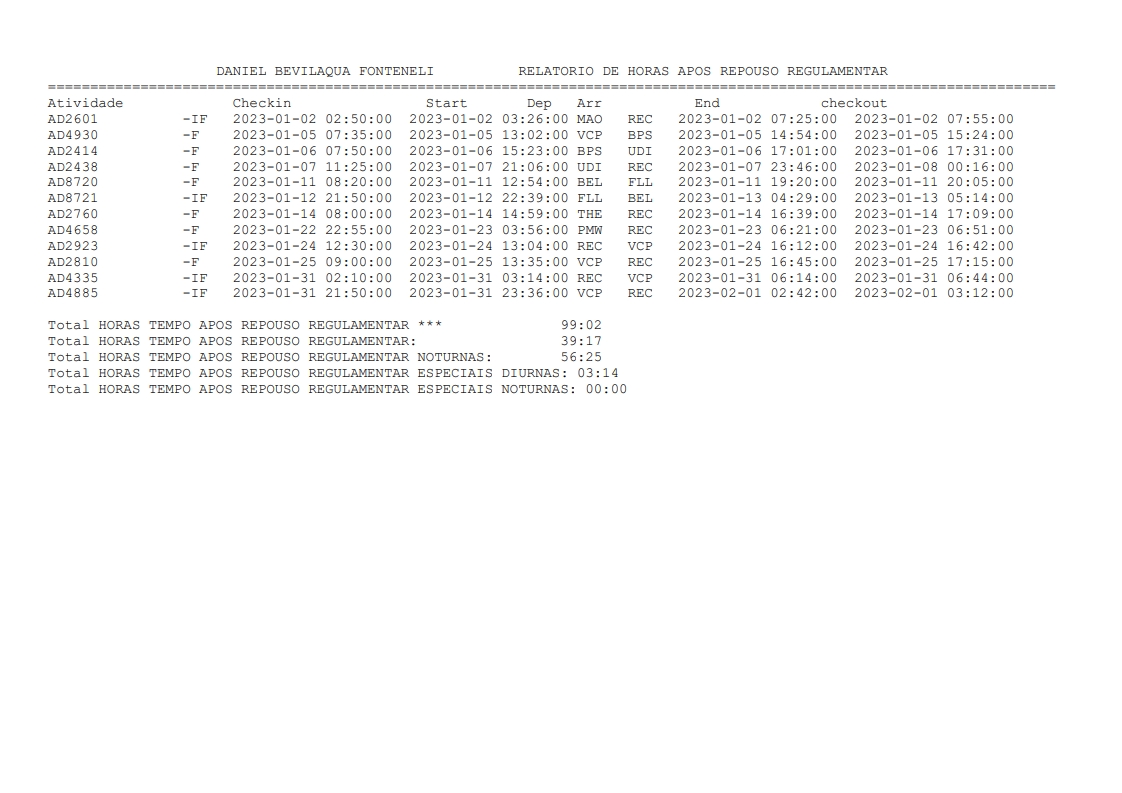 DANIEL BEVILAQUA FONTENELI          RELATORIO DE HORAS APOS REPOUSO REGULAMENTAR
========================================================================================================================
Atividade             Checkin                Start       Dep   Arr           End            checkout
AD2601          -IF   2023-01-02 02:50:00  2023-01-02 03:26:00 MAO   REC   2023-01-02 07:25:00  2023-01-02 07:55:00
AD4930          -F    2023-01-05 07:35:00  2023-01-05 13:02:00 VCP   BPS   2023-01-05 14:54:00  2023-01-05 15:24:00
AD2414          -F    2023-01-06 07:50:00  2023-01-06 15:23:00 BPS   UDI   2023-01-06 17:01:00  2023-01-06 17:31:00
AD2438          -F    2023-01-07 11:25:00  2023-01-07 21:06:00 UDI   REC   2023-01-07 23:46:00  2023-01-08 00:16:00
AD8720          -F    2023-01-11 08:20:00  2023-01-11 12:54:00 BEL   FLL   2023-01-11 19:20:00  2023-01-11 20:05:00
AD8721          -IF   2023-01-12 21:50:00  2023-01-12 22:39:00 FLL   BEL   2023-01-13 04:29:00  2023-01-13 05:14:00
AD2760          -F    2023-01-14 08:00:00  2023-01-14 14:59:00 THE   REC   2023-01-14 16:39:00  2023-01-14 17:09:00
AD4658          -F    2023-01-22 22:55:00  2023-01-23 03:56:00 PMW   REC   2023-01-23 06:21:00  2023-01-23 06:51:00
AD2923          -IF   2023-01-24 12:30:00  2023-01-24 13:04:00 REC   VCP   2023-01-24 16:12:00  2023-01-24 16:42:00
AD2810          -F    2023-01-25 09:00:00  2023-01-25 13:35:00 VCP   REC   2023-01-25 16:45:00  2023-01-25 17:15:00
AD4335          -IF   2023-01-31 02:10:00  2023-01-31 03:14:00 REC   VCP   2023-01-31 06:14:00  2023-01-31 06:44:00
AD4885          -IF   2023-01-31 21:50:00  2023-01-31 23:36:00 VCP   REC   2023-02-01 02:42:00  2023-02-01 03:12:00
Total HORAS TEMPO APOS REPOUSO REGULAMENTAR ***              99:02
Total HORAS TEMPO APOS REPOUSO REGULAMENTAR:                 39:17
Total HORAS TEMPO APOS REPOUSO REGULAMENTAR NOTURNAS:        56:25
Total HORAS TEMPO APOS REPOUSO REGULAMENTAR ESPECIAIS DIURNAS: 03:14
Total HORAS TEMPO APOS REPOUSO REGULAMENTAR ESPECIAIS NOTURNAS: 00:00